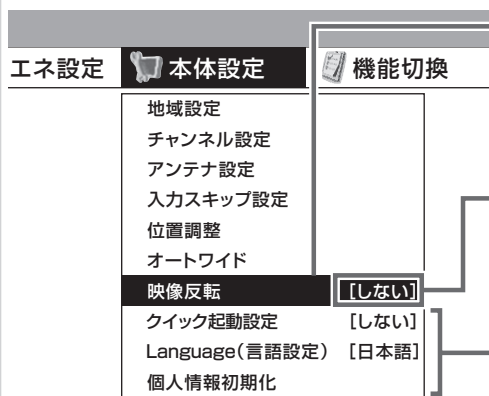 エネ設定 本体設定 機能切換
地域設定
チャンネル設定
アンテナ設定
入力スキップ設定
位置調整
オートワイド
映像反転 [しない]
クイック起動設定 [しない]
Language(言語設定) [日本語]
個人情報初期化